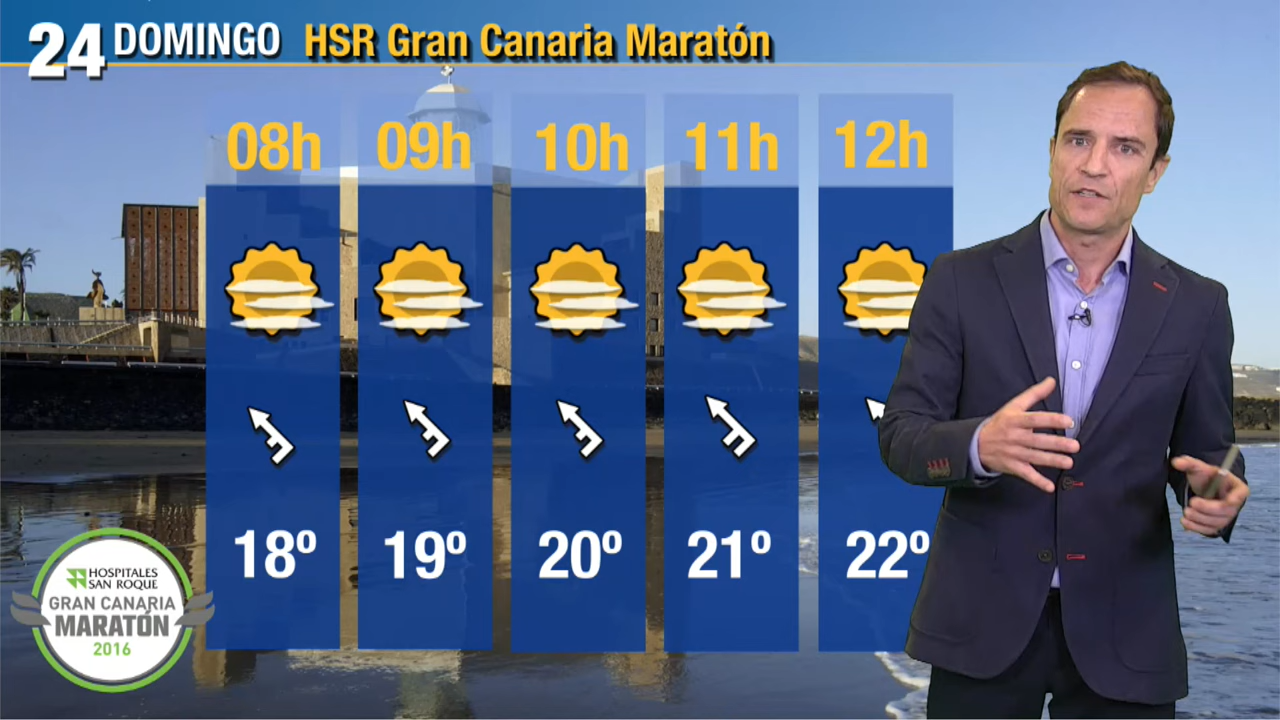 24 DOMINGO HSR Gran Canaria Maratón
08h 09h 10h 11h 12h
18º 19º 20º 21º 22º
HOSPITALES
SAN ROQUE
GRAN CANARIA
MARATÓN
2016